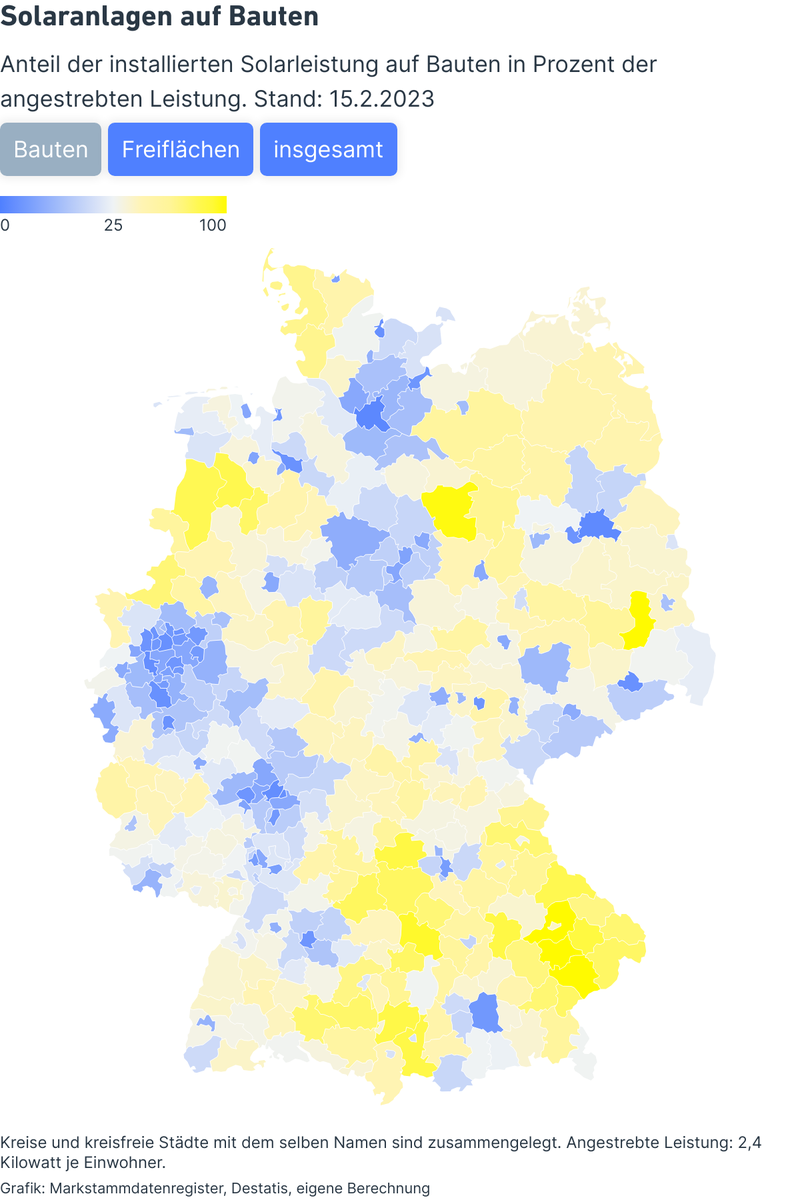 Solaranlagen auf Bauten
Anteil der installierten Solarleistung auf Bauten in Prozent der
angestrebten Leistung. Stand: 15.2.2023
Bauten Freiflächen insgesamt
0 25 100
Kreise und kreisfreie Städte mit dem selben Namen sind zusammengelegt. Angestrebte Leistung: 2,4
Kilowatt je Einwohner.
Grafik: Markstammdatenregister, Destatis, eigene Berechnung